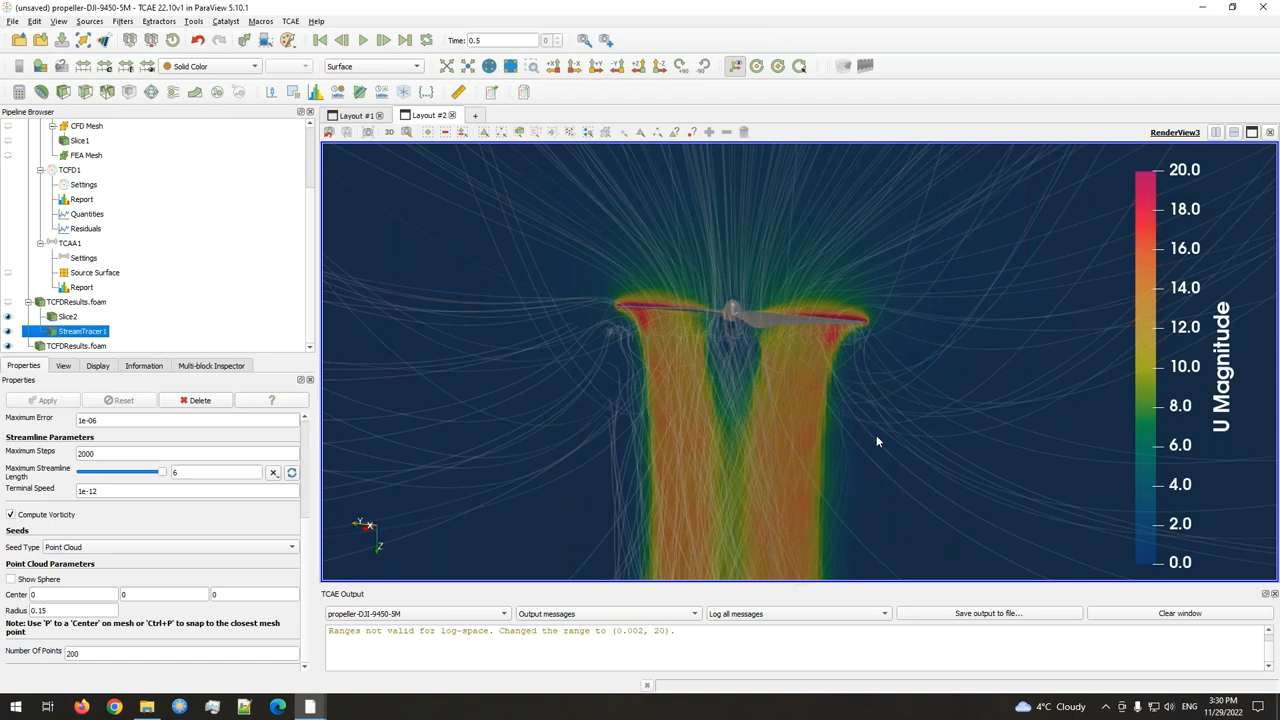 (unsaved) propeller-DJI-9450-5M - TCAE 22.10v1 in ParaView 5.10.1
File Edit View Sources Filters Extractors Tools Catalyst Macros TCAE Help
Time: 0.5 0
Solid Color Surface +X -X +Y -Y +Z -Z +90 -90
Pipeline Browser
Layout #1 Layout #2 +
CFD Mesh
3D
RenderView3
Slice1
FEA Mesh
TCFD1
Settings
Report
Quantities
Residuals
TCAA1
Settings
Source Surface
Report
TCFDResults.foam
Slice2
StreamTracer1
TCFDResults.foam
20.0
18.0
16.0
14.0
12.0
10.0
8.0
6.0
4.0
2.0
0.0
U Magnitude
Y X
Z
Properties View Display Information Multi-block Inspector
Properties
Apply Reset Delete ?
Maximum Error 1e-06
Streamline Parameters
Maximum Steps 2000
Maximum Streamline Length 6
Terminal Speed 1e-12
Compute Vorticity
Seeds
Seed Type Point Cloud
Point Cloud Parameters
Show Sphere
Center 0 0 0
Radius 0.15
Note: Use 'P' to a 'Center' on mesh or 'Ctrl+P' to snap to the closest mesh
point
Number Of Points 200
TCAE Output
propeller-DJI-9450-5M Output messages Log all messages Save output to file... Clear window
Ranges not valid for log-space. Changed the range to (0.002, 20).
4°C Cloudy ENG 3:30 PM
11/29/2022